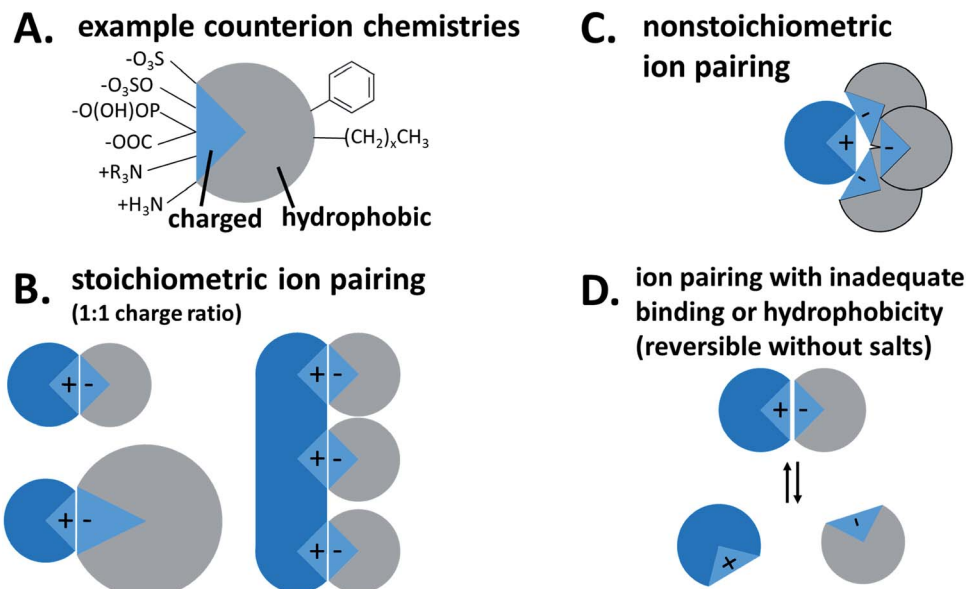 A. example counterion chemistries
-O₃S
-O₃SO
-O(OH)OP
-OOC
+R₃N
+H₃N
(CH₂)ₓCH₃
charged hydrophobic
B. stoichiometric ion pairing
(1:1 charge ratio)
+ -
+ -
+ -
+ -
+ -
C. nonstoichiometric
ion pairing
-
+ -
-
D. ion pairing with inadequate
binding or hydrophobicity
(reversible without salts)
+ -
+ -